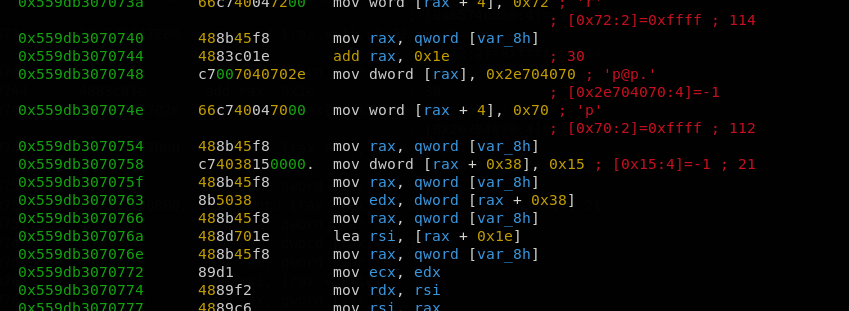 0x559db307073a 66c740047200 mov word [rax + 4], 0x72 ; 'r'
; [0x72:2]=0xffff ; 114
0x559db3070740 488b45f8 mov rax, qword [var_8h]
0x559db3070744 4883c01e add rax, 0x1e ; 30
0x559db3070748 c7007040702e mov dword [rax], 0x2e704070 ; 'p@p.'
; [0x2e704070:4]=-1
0x559db307074e 66c740047000 mov word [rax + 4], 0x70 ; 'p'
; [0x70:2]=0xffff ; 112
0x559db3070754 488b45f8 mov rax, qword [var_8h]
0x559db3070758 c74038150000. mov dword [rax + 0x38], 0x15 ; [0x15:4]=-1 ; 21
0x559db307075f 488b45f8 mov rax, qword [var_8h]
0x559db3070763 8b5038 mov edx, dword [rax + 0x38]
0x559db3070766 488b45f8 mov rax, qword [var_8h]
0x559db307076a 488d701e lea rsi, [rax + 0x1e]
0x559db307076e 488b45f8 mov rax, qword [var_8h]
0x559db3070772 89d1 mov ecx, edx
0x559db3070774 4889f2 mov rdx, rsi
0x559db3070777 4889c6 mov rsi, rax